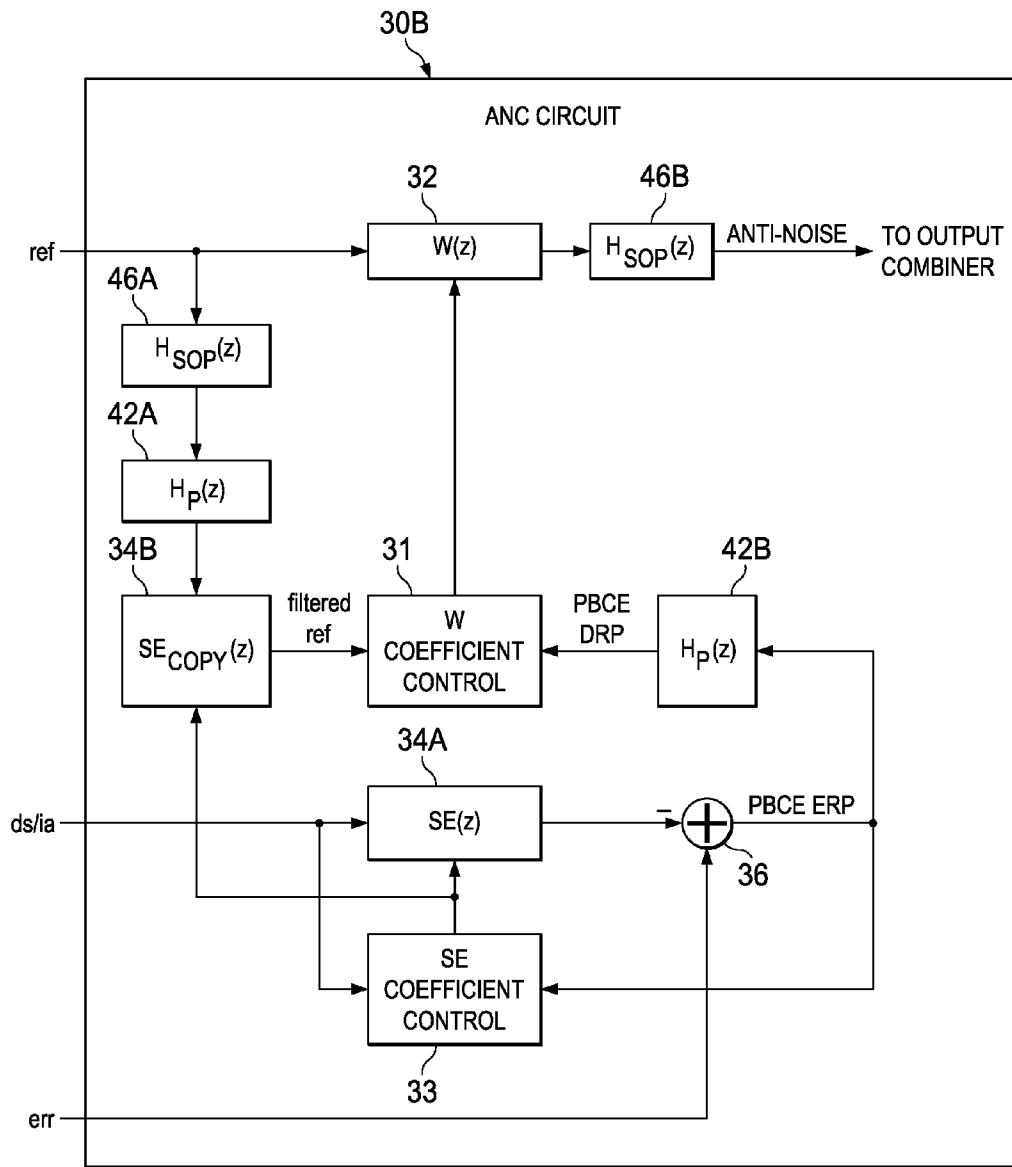 30B
ANC CIRCUIT
32
46B
ref
W(z)
HSOP(z)
ANTI-NOISE
TO OUTPUT
COMBINER
46A
HSOP(z)
42A
HP(z)
34B
31
42B
SECOPY(z)
filtered
ref
W
COEFFICIENT
CONTROL
PBCE
DRP
HP(z)
34A
ds/ia
SE(z)
–
+
PBCE ERP
36
SE
COEFFICIENT
CONTROL
33
err